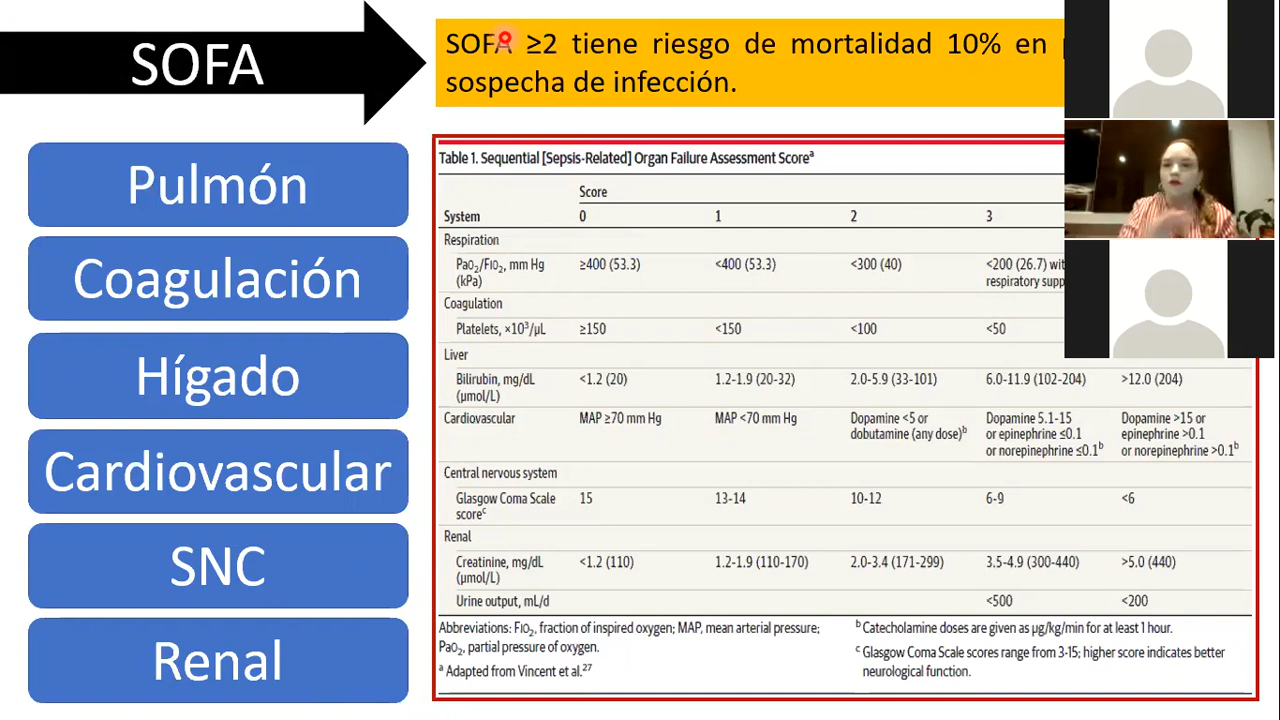 SOFA
SOFA ≥2 tiene riesgo de mortalidad 10% en
sospecha de infección.
Pulmón
Coagulación
Hígado
Cardiovascular
SNC
Renal
Table 1. Sequential [Sepsis-Related] Organ Failure Assessment Scoreᵃ
Score
System 0 1 2 3
Respiration
PaO₂/FIO₂, mm Hg ≥400 (53.3) <400 (53.3) <300 (40) <200 (26.7)
(kPa) respiratory
Coagulation
Platelets, ×10³/μL ≥150 <150 <100 <50
Liver
Bilirubin, mg/dL <1.2 (20) 1.2-1.9 (20-32) 2.0-5.9 (33-101) 6.0-11.9 (102-204) >12.0 (204)
(μmol/L)
Cardiovascular MAP ≥70 mm Hg MAP <70 mm Hg Dopamine <5 or Dopamine 5.1-15 Dopamine >15 or
dobutamine (any dose)ᵇ or epinephrine ≤0.1 epinephrine >0.1
or norepinephrine ≤0.1ᵇ or norepinephrine >0.1ᵇ
Central nervous system
Glasgow Coma Scale 15 13-14 10-12 6-9 <6
scoreᶜ
Renal
Creatinine, mg/dL <1.2 (110) 1.2-1.9 (110-170) 2.0-3.4 (171-299) 3.5-4.9 (300-440) >5.0 (440)
(μmol/L)
Urine output, mL/d <500 <200
Abbreviations: FIO₂, fraction of inspired oxygen; MAP, mean arterial pressure;
PaO₂, partial pressure of oxygen.
ᵃ Adapted from Vincent et al.²⁷
ᵇ Catecholamine doses are given as μg/kg/min for at least 1 hour.
ᶜ Glasgow Coma Scale scores range from 3-15; higher score indicates better
neurological function.